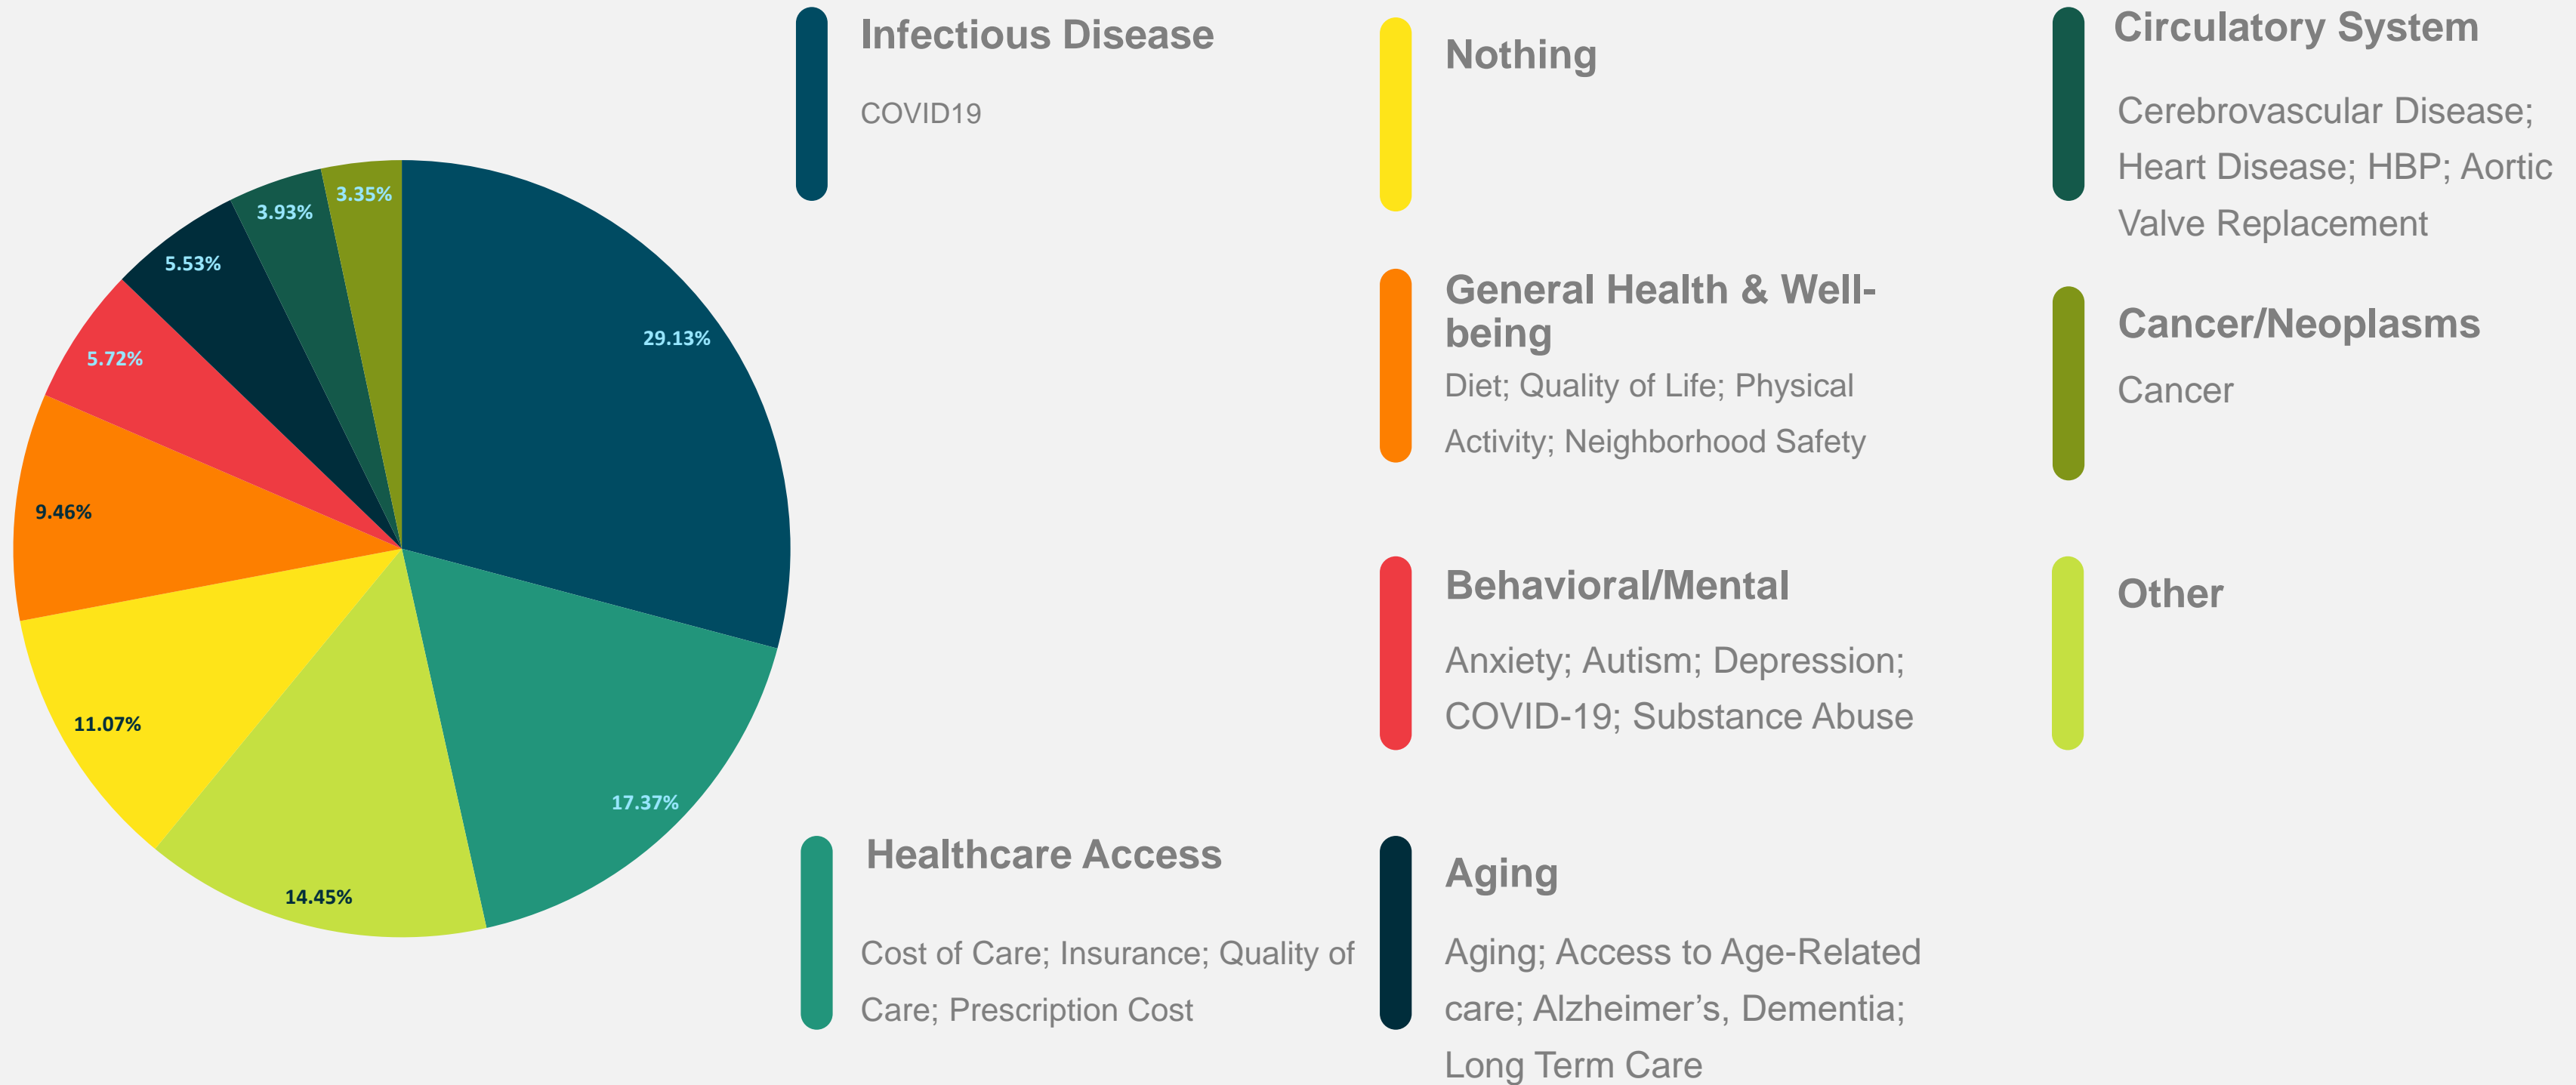 3.35%
3.93%
5.53%
5.72%
9.46%
11.07%
14.45%
17.37%
29.13%
Infectious Disease
COVID19
Healthcare Access
Cost of Care; Insurance; Quality of
Care; Prescription Cost
Nothing
General Health & Well-
being
Diet; Quality of Life; Physical
Activity; Neighborhood Safety
Behavioral/Mental
Anxiety; Autism; Depression;
COVID-19; Substance Abuse
Aging
Aging; Access to Age-Related
care; Alzheimer’s, Dementia;
Long Term Care
Circulatory System
Cerebrovascular Disease;
Heart Disease; HBP; Aortic
Valve Replacement
Cancer/Neoplasms
Cancer
Other